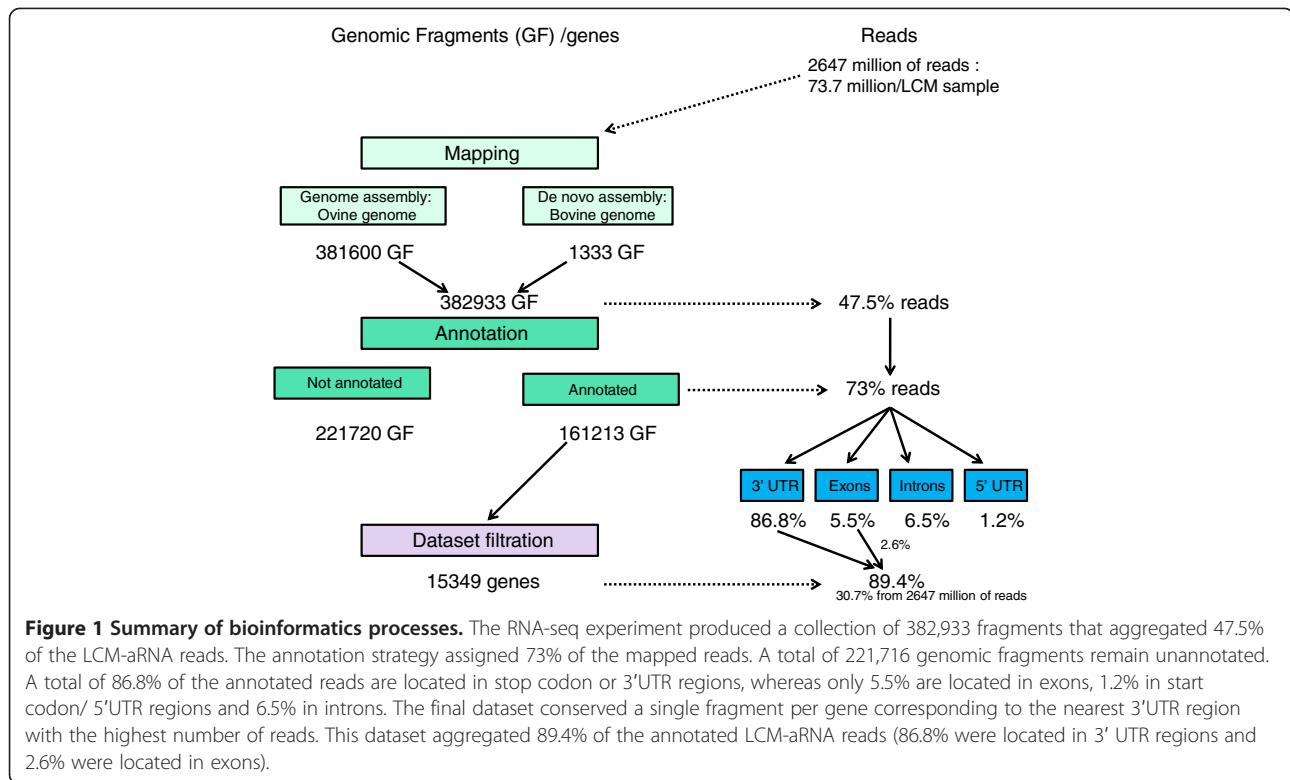 Genomic Fragments (GF) /genes
Reads
2647 million of reads :
73.7 million/LCM sample
Mapping
Genome assembly:
Ovine genome
De novo assembly:
Bovine genome
381600 GF
1333 GF
382933 GF
47.5% reads
Annotation
Not annotated
Annotated
73% reads
221720 GF
161213 GF
3' UTR
Exons
Introns
5' UTR
86.8%
5.5%
6.5%
1.2%
2.6%
Dataset filtration
15349 genes
89.4%
30.7% from 2647 million of reads
Figure 1 Summary of bioinformatics processes. The RNA-seq experiment produced a collection of 382,933 fragments that aggregated 47.5%
of the LCM-aRNA reads. The annotation strategy assigned 73% of the mapped reads. A total of 221,716 genomic fragments remain unannotated.
A total of 86.8% of the annotated reads are located in stop codon or 3′UTR regions, whereas only 5.5% are located in exons, 1.2% in start
codon/ 5′UTR regions and 6.5% in introns. The final dataset conserved a single fragment per gene corresponding to the nearest 3′UTR region
with the highest number of reads. This dataset aggregated 89.4% of the annotated LCM-aRNA reads (86.8% were located in 3′ UTR regions and
2.6% were located in exons).